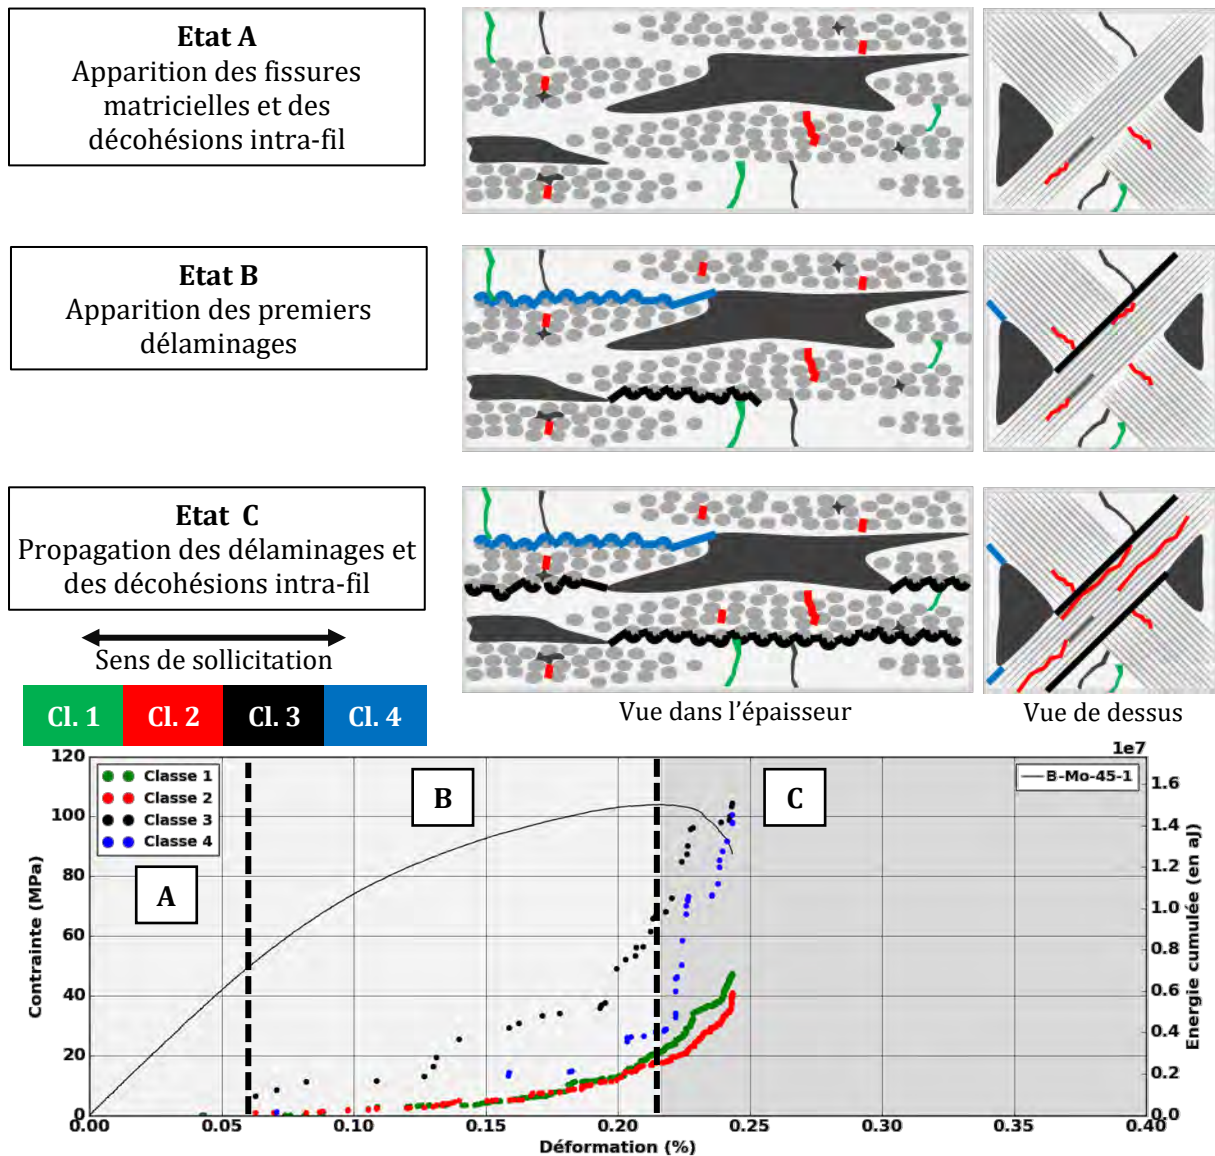 Etat A
Apparition des fissures
matricielles et des
décohésions intra-fil
Etat B
Apparition des premiers
délaminages
Etat C
Propagation des délaminages et
des décohésions intra-fil
Sens de sollicitation
Cl. 1 Cl. 2 Cl. 3 Cl. 4
Vue dans l'épaisseur
Vue de dessus
1e7
120
100
80
60
40
20
0
Contrainte (MPa)
Classe 1
Classe 2
Classe 3
Classe 4
A
B
C
B-Mo-45-1
1.6
1.4
1.2
1.0
0.8
0.6
0.4
0.2
0.0
Energie cumulée (en aJ)
0.00 0.05 0.10 0.15 0.20 0.25 0.30 0.35 0.40
Déformation (%)